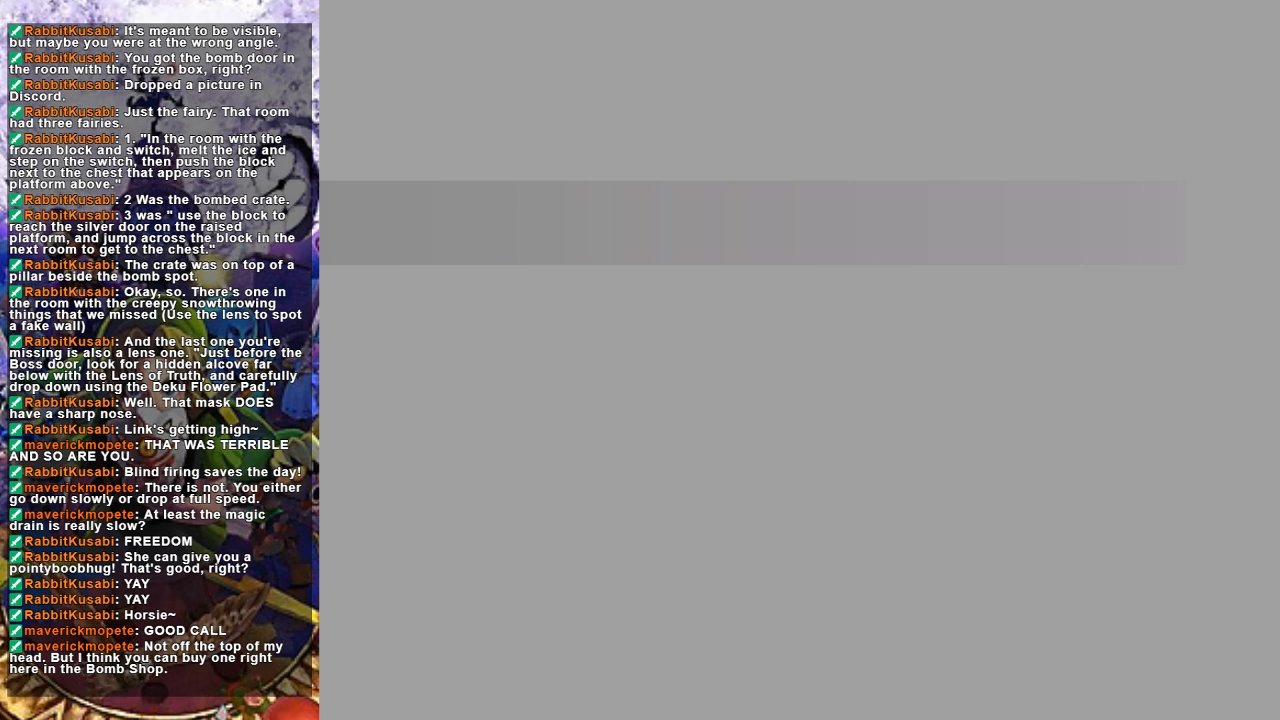 RabbitKusabi: It's meant to be visible,
but maybe you were at the wrong angle.
RabbitKusabi: You got the bomb door in
the room with the frozen box, right?
RabbitKusabi: Dropped a picture in
Discord.
RabbitKusabi: Just the fairy. That room
had three fairies.
RabbitKusabi: 1. "In the room with the
frozen block and switch, melt the ice and
step on the switch, then push the block
next to the chest that appears on the
platform above."
RabbitKusabi: 2 Was the bombed crate.
RabbitKusabi: 3 was " use the block to
reach the silver door on the raised
platform, and jump across the block in the
next room to get to the chest."
RabbitKusabi: The crate was on top of a
pillar beside the bomb spot.
RabbitKusabi: Okay, so. There's one in
the room with the creepy snowthrowing
things that we missed (Use the lens to spot
a fake wall)
RabbitKusabi: And the last one you're
missing is also a lens one. "Just before the
Boss door, look for a hidden alcove far
below with the Lens of Truth, and carefully
drop down using the Deku Flower Pad."
RabbitKusabi: Well. That mask DOES
have a sharp nose.
RabbitKusabi: Link's getting high~
maverickmopete: THAT WAS TERRIBLE
AND SO ARE YOU.
RabbitKusabi: Blind firing saves the day!
maverickmopete: There is not. You either
go down slowly or drop at full speed.
maverickmopete: At least the magic
drain is really slow?
RabbitKusabi: FREEDOM
RabbitKusabi: She can give you a
pointyboobhug! That's good, right?
RabbitKusabi: YAY
RabbitKusabi: YAY
RabbitKusabi: Horsie~
maverickmopete: GOOD CALL
maverickmopete: Not off the top of my
head. But I think you can buy one right
here in the Bomb Shop.